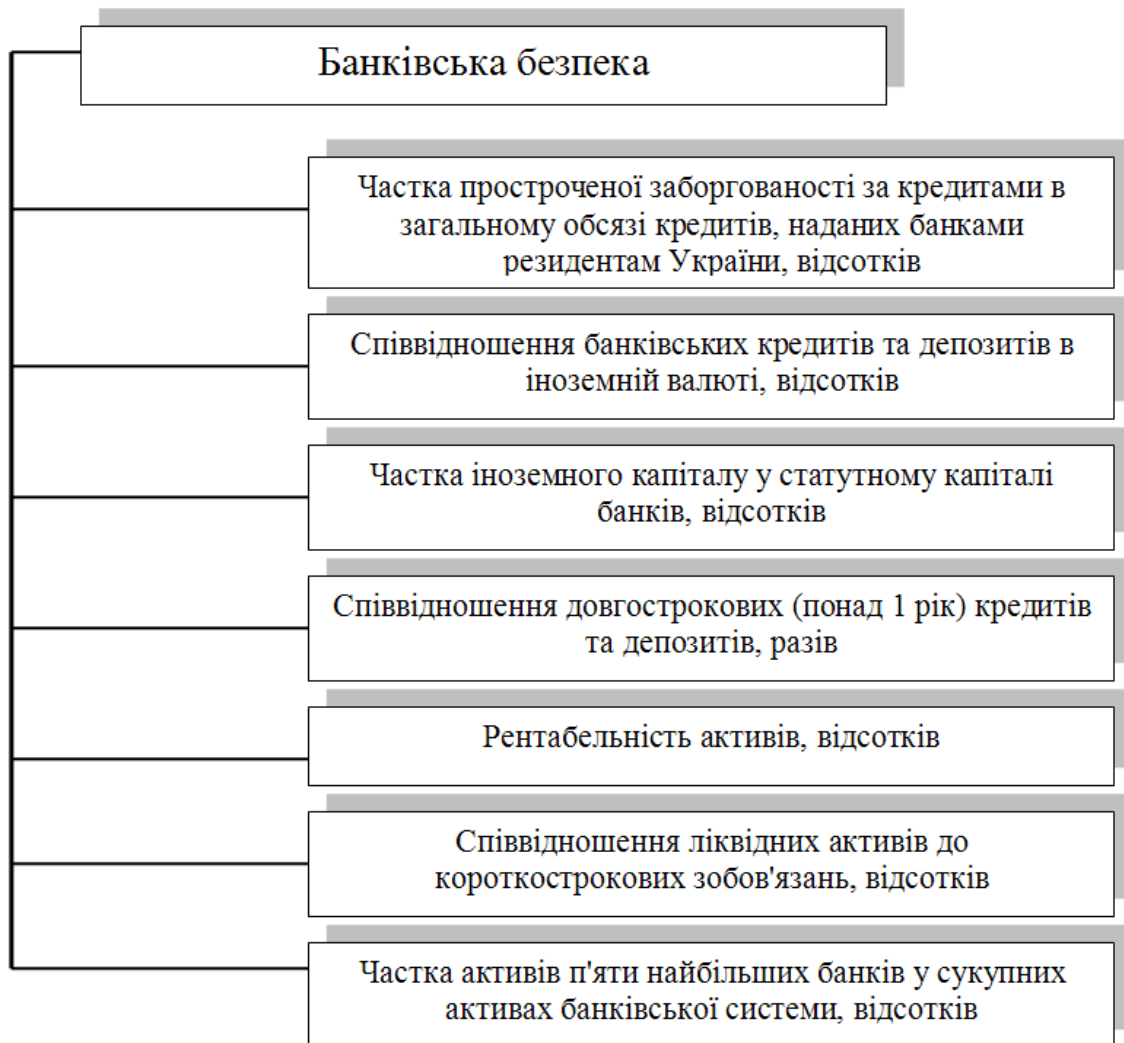 Банківська безпека
Частка простроченої заборгованості за кредитами в
загальному обсязі кредитів, наданих банками
резидентам України, відсотків
Співвідношення банківських кредитів та депозитів в
іноземній валюті, відсотків
Частка іноземного капіталу у статутному капіталі
банків, відсотків
Співвідношення довгострокових (понад 1 рік) кредитів
та депозитів, разів
Рентабельність активів, відсотків
Співвідношення ліквідних активів до
короткострокових зобов'язань, відсотків
Частка активів п'яти найбільших банків у сукупних
активах банківської системи, відсотків